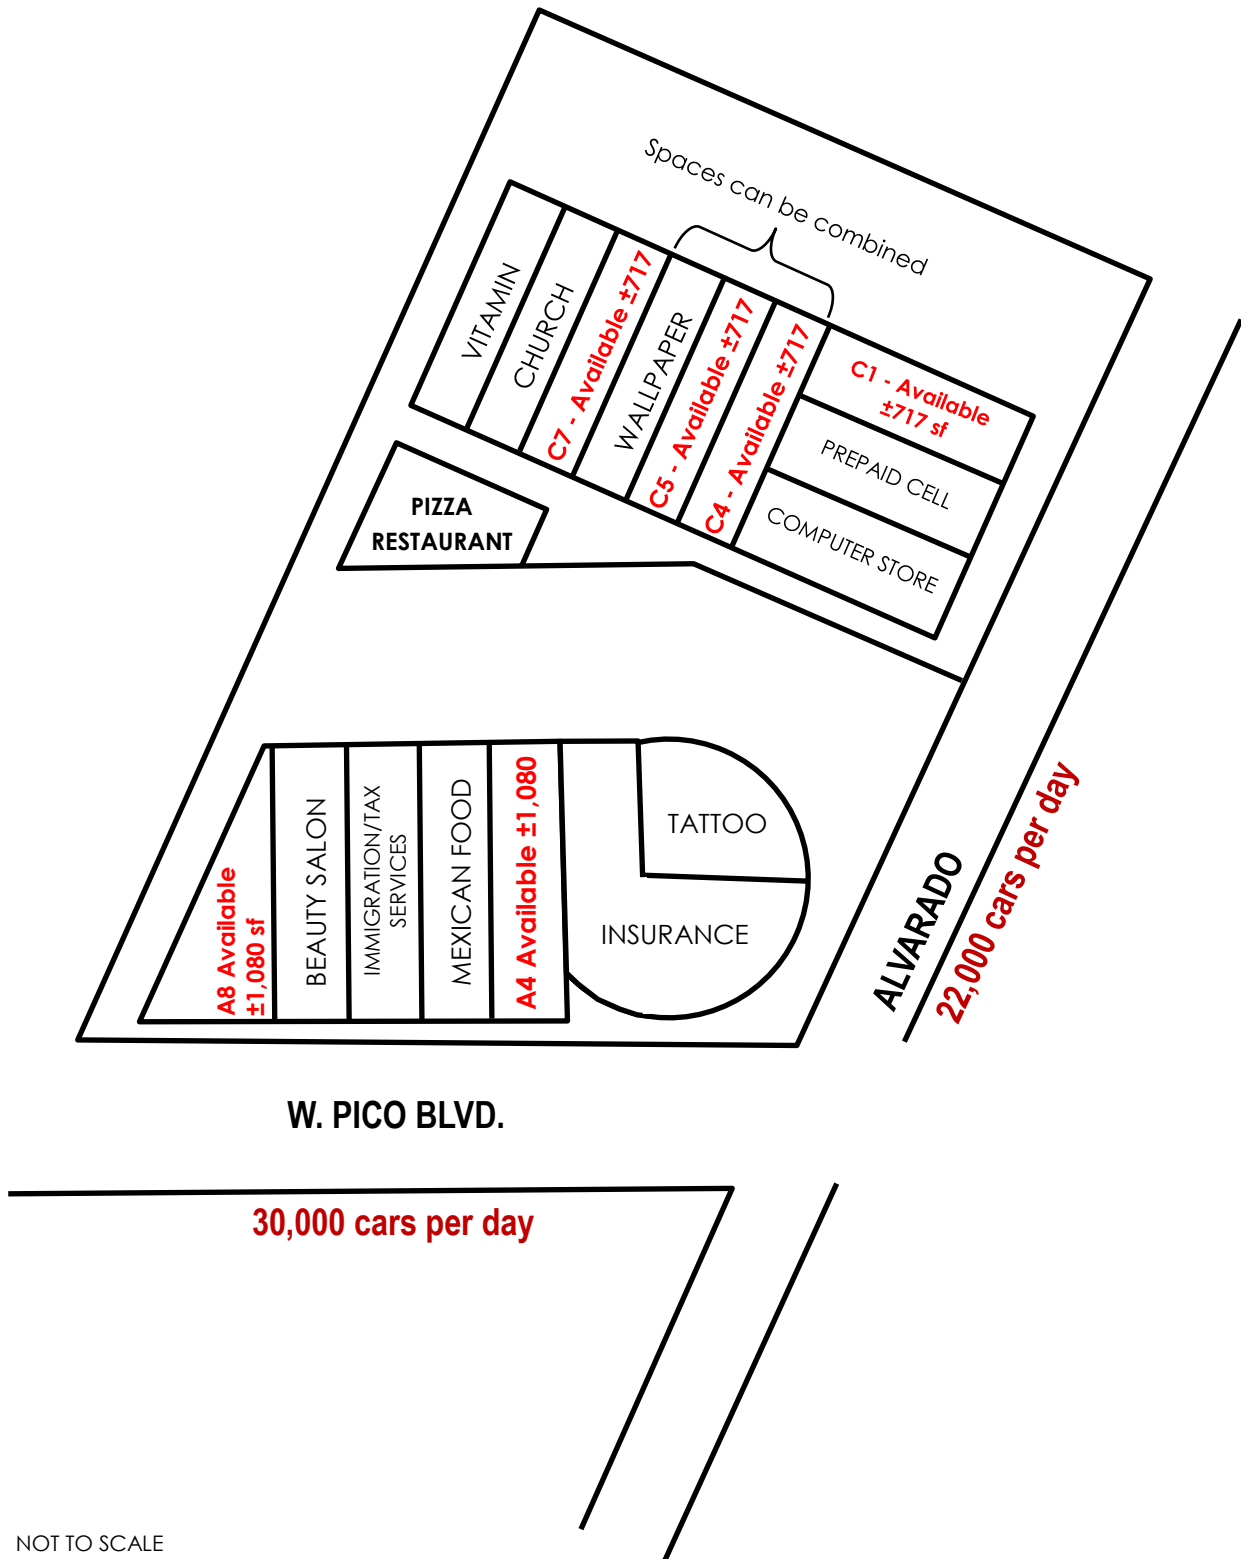 Spaces can be combined
VITAMIN
CHURCH
C7 - Available ±717
WALLPAPER
C5 - Available ±717
C4 - Available ±717
C1 - Available
±717 sf
PREPAID CELL
COMPUTER STORE
PIZZA
RESTAURANT
A8 Available
±1,080 sf
BEAUTY SALON
IMMIGRATION/TAX
SERVICES
MEXICAN FOOD
A4 Available ±1,080
TATTOO
INSURANCE
ALVARADO
22,000 cars per day
W. PICO BLVD.
30,000 cars per day
NOT TO SCALE